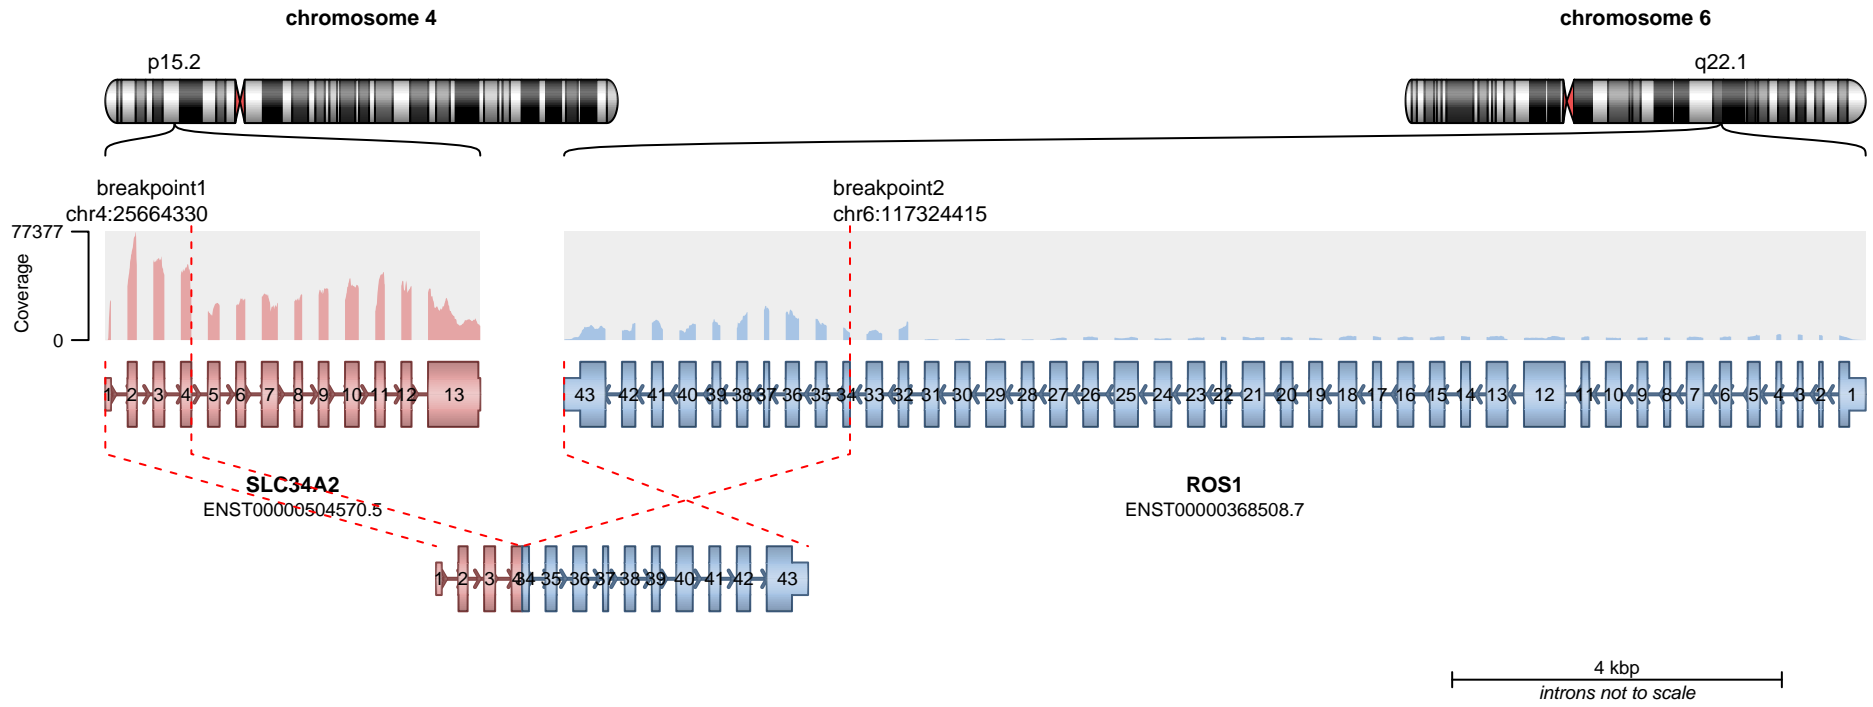 chromosome 4
chromosome 6
p15.2
q22.1
breakpoint1
chr4:25664330
breakpoint2
chr6:117324415
77377
Coverage
0
1 2 3 4 5 6 7 8 9 10 11 12 13
43 42 41 40 39 38 37 36 35 34 33 32 31 30 29 28 27 26 25 24 23 22 21 20 19 18 17 16 15 14 13 12 11 10 9 8 7 6 5 4 3 2 1
SLC34A2
ENST00000504570.5
ROS1
ENST00000368508.7
1 2 3 4 34 35 36 37 38 39 40 41 42 43
4 kbp
introns not to scale